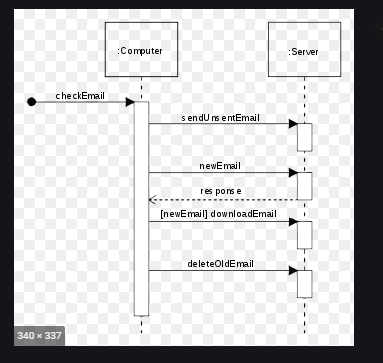 :Computer
:Server
checkEmail
sendUnsentEmail
newEmail
response
[newEmail] downloadEmail
deleteOldEmail
340 × 337